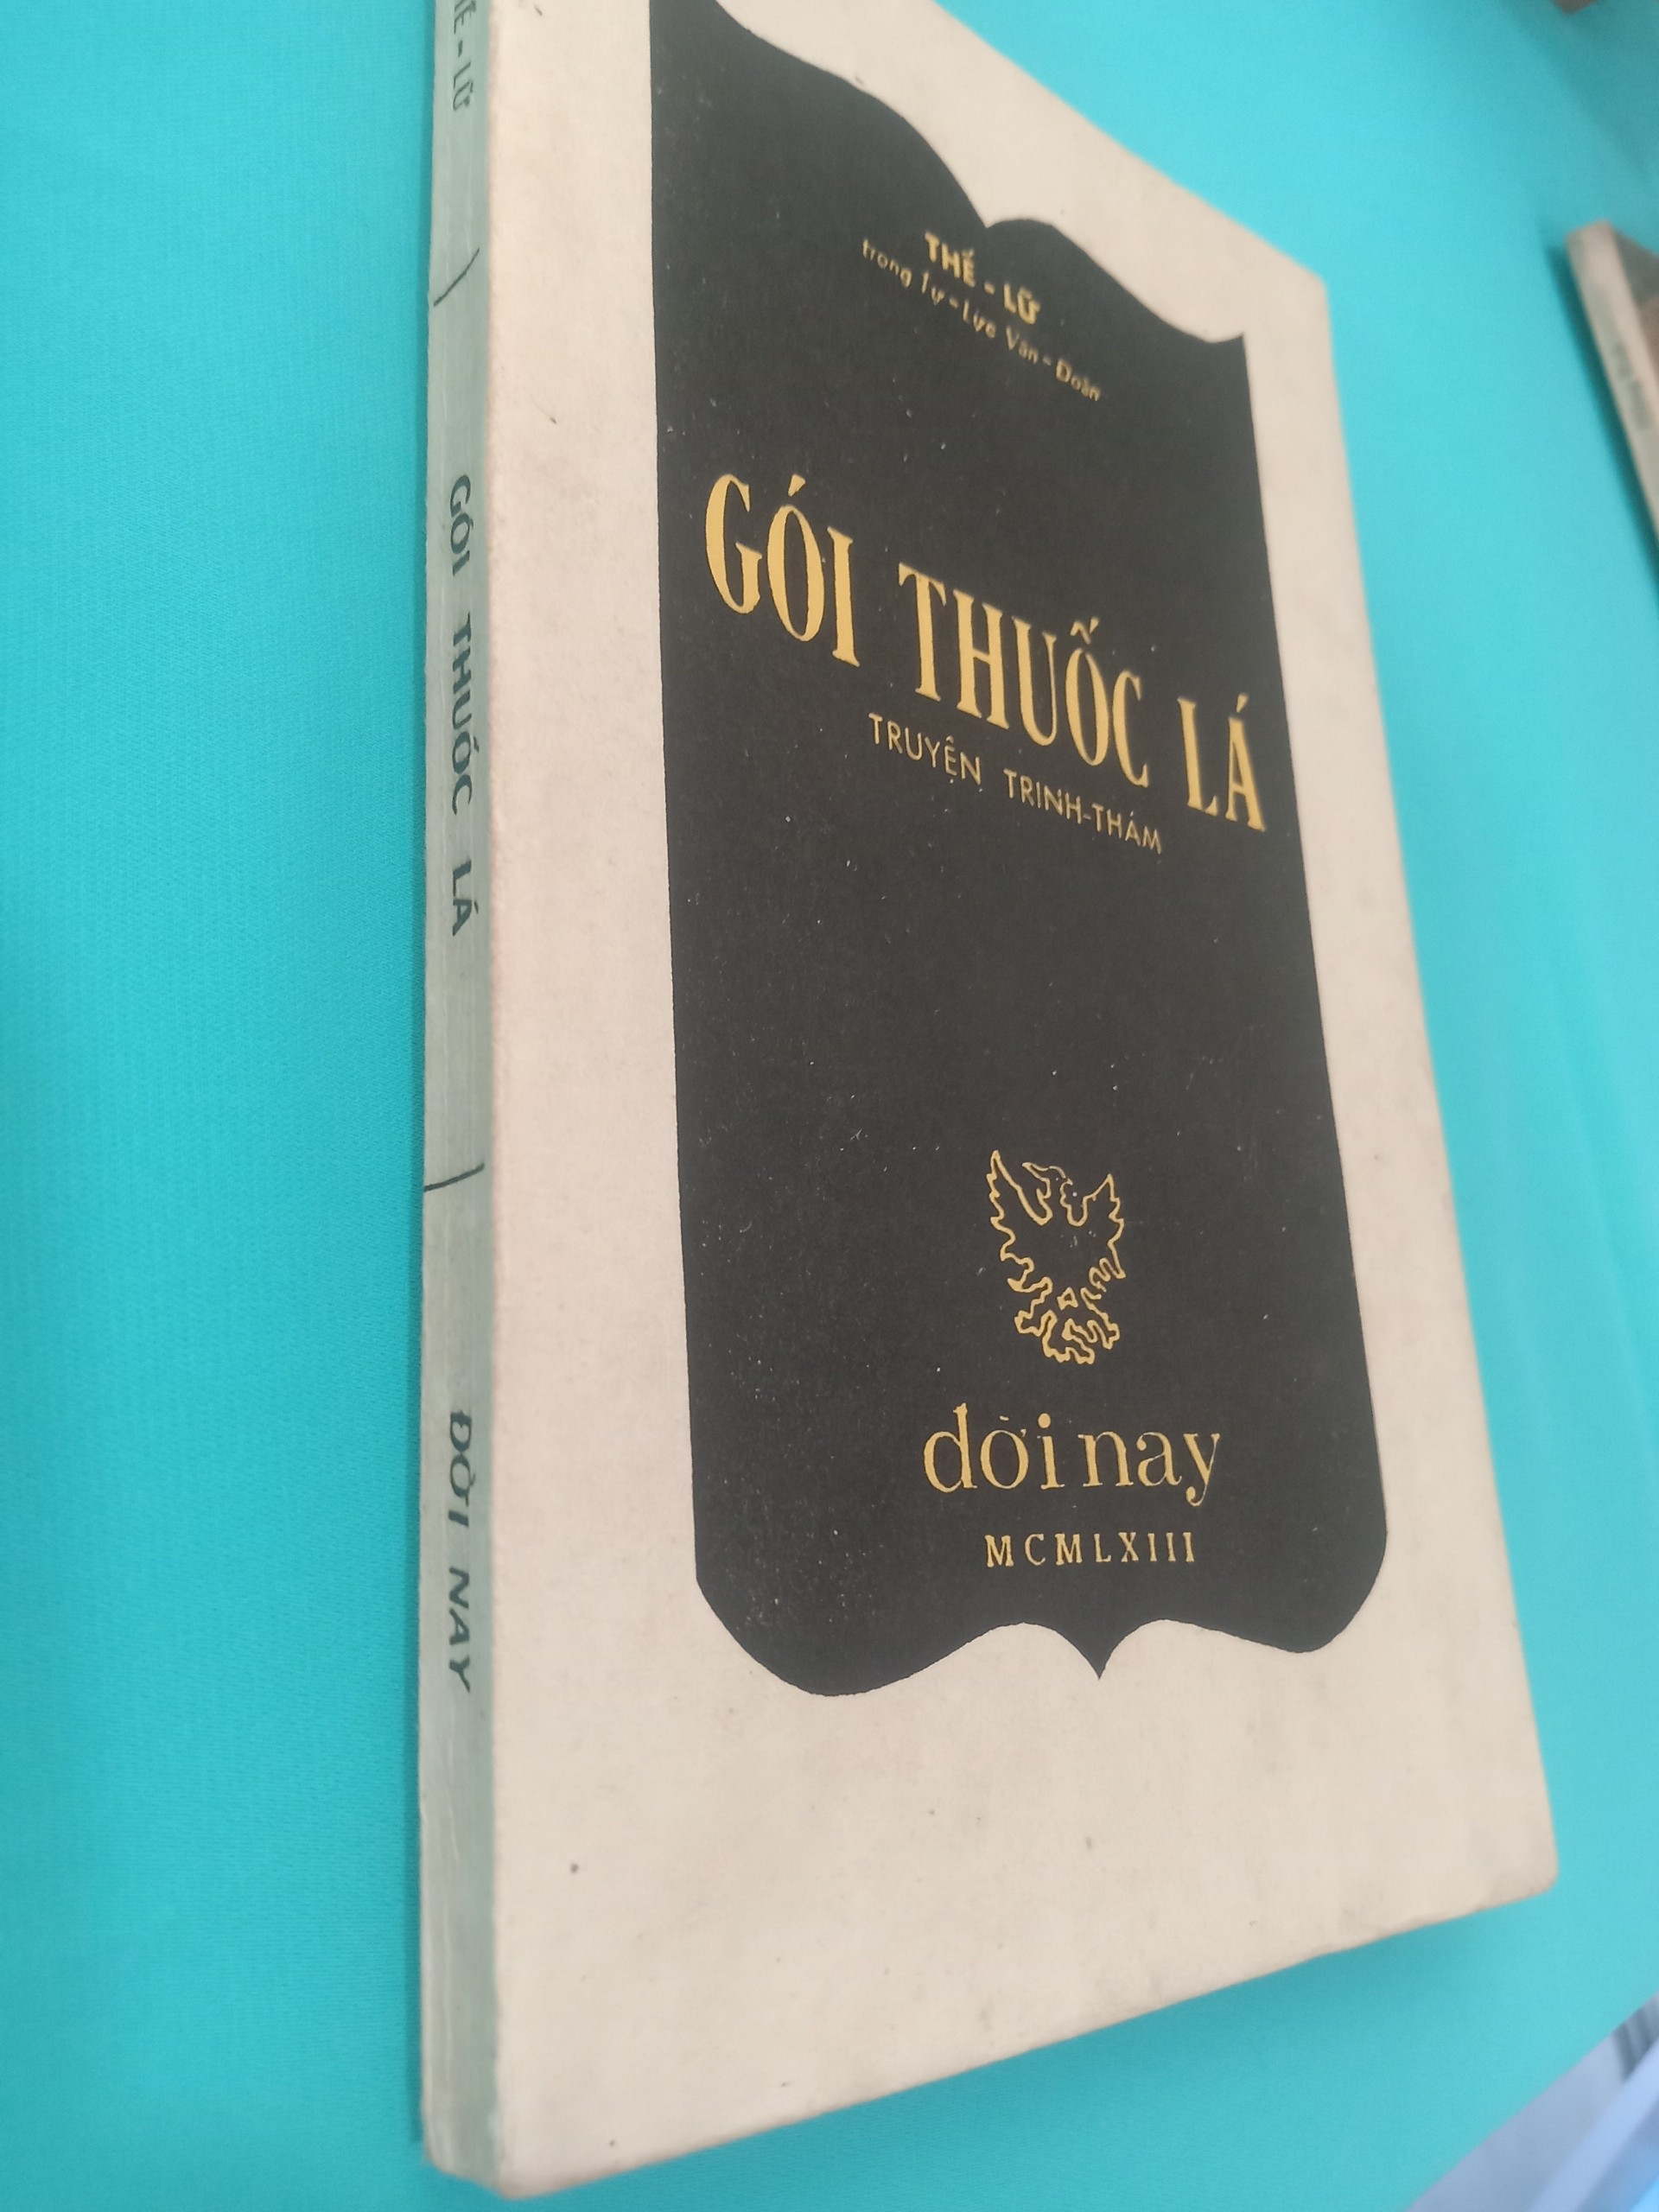 THẾ - LỮ
trong Tự - Lực Văn - Đoàn
GÓI THUỐC LÁ
TRUYỆN TRINH-THÁM
đời nay
MCMLXIII
- LỮ
GÓI THUỐC LÁ
ĐỜI NAY